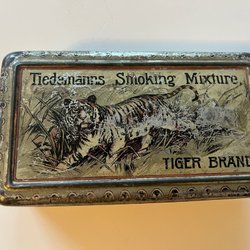 Tiedemanns Smoking Mixture
TIGER BRAND